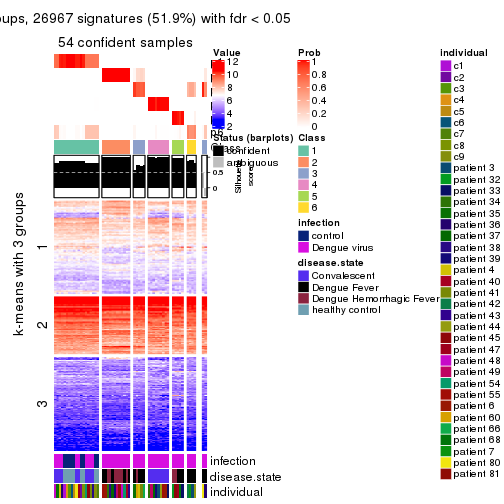 ups, 26967 signatures (51.9%) with fdr < 0.05
54 confident samples
k-means with 3 groups
1
2
3
Value
12
10
8
6
4
2
Status (barplots)
confident
ambiguous
1
0.5
0
Silhouette
score
p6
Prob
1
0.8
0.6
0.4
0.2
0
Class
1
2
3
4
5
6
infection
control
Dengue virus
disease.state
Convalescent
Dengue Fever
Dengue Hemorrhagic Fever
healthy control
individual
c1
c2
c3
c4
c5
c6
c7
c8
c9
patient 3
patient 32
patient 33
patient 34
patient 35
patient 36
patient 37
patient 38
patient 39
patient 4
patient 40
patient 41
patient 42
patient 43
patient 44
patient 45
patient 47
patient 48
patient 49
patient 54
patient 55
patient 6
patient 60
patient 66
patient 68
patient 7
patient 80
patient 81
infection
disease.state
individual